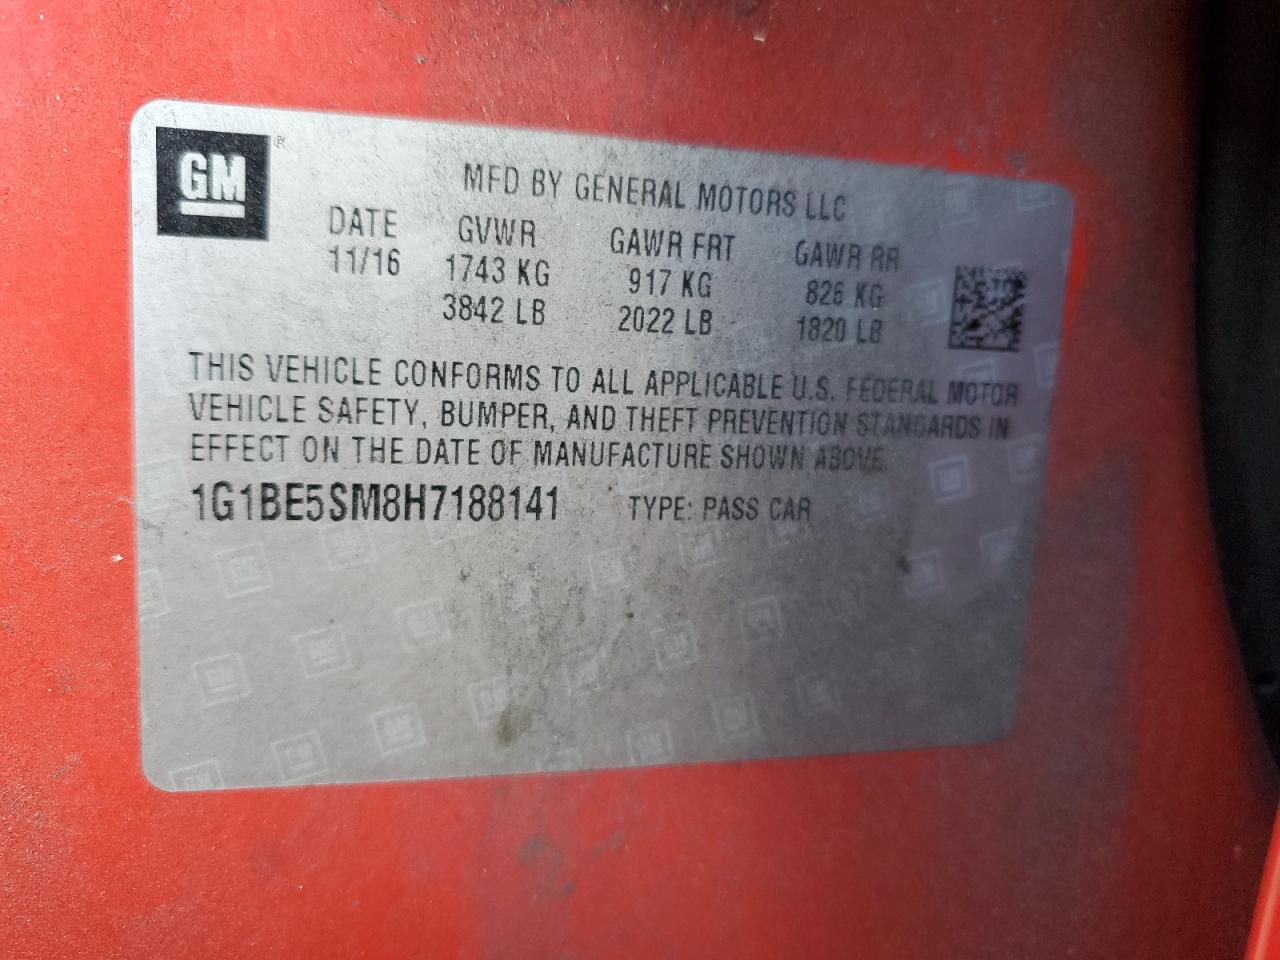 GM ®
MFD BY GENERAL MOTORS LLC
DATE GVWR GAWR FRT GAWR RR
11/16 1743 KG 917 KG 826 KG
3842 LB 2022 LB 1820 LB
THIS VEHICLE CONFORMS TO ALL APPLICABLE U.S. FEDERAL MOTOR
VEHICLE SAFETY, BUMPER, AND THEFT PREVENTION STANDARDS IN
EFFECT ON THE DATE OF MANUFACTURE SHOWN ABOVE.
1G1BE5SM8H7188141 TYPE: PASS CAR